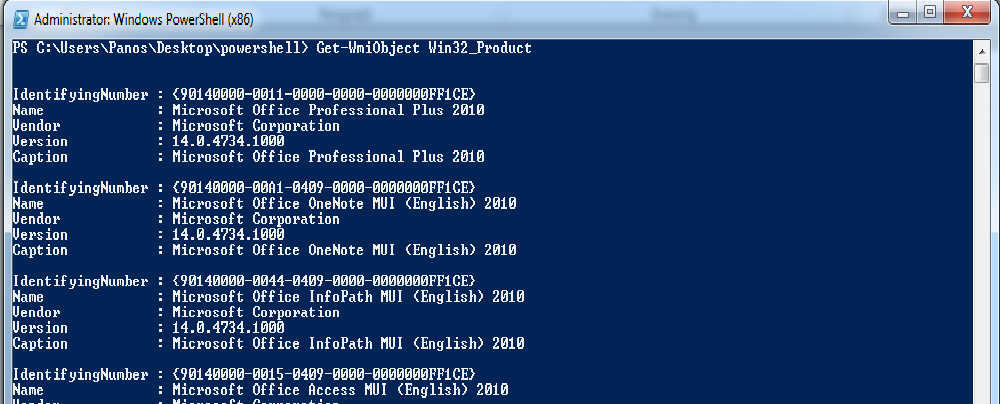 Administrator: Windows PowerShell (x86)
PS C:\Users\Panos\Desktop\powershell> Get-WmiObject Win32_Product
IdentifyingNumber : {90140000-0011-0000-0000-0000000FF1CE}
Name : Microsoft Office Professional Plus 2010
Vendor : Microsoft Corporation
Version : 14.0.4734.1000
Caption : Microsoft Office Professional Plus 2010
IdentifyingNumber : {90140000-00A1-0409-0000-0000000FF1CE}
Name : Microsoft Office OneNote MUI (English) 2010
Vendor : Microsoft Corporation
Version : 14.0.4734.1000
Caption : Microsoft Office OneNote MUI (English) 2010
IdentifyingNumber : {90140000-0044-0409-0000-0000000FF1CE}
Name : Microsoft Office InfoPath MUI (English) 2010
Vendor : Microsoft Corporation
Version : 14.0.4734.1000
Caption : Microsoft Office InfoPath MUI (English) 2010
IdentifyingNumber : {90140000-0015-0409-0000-0000000FF1CE}
Name : Microsoft Office Access MUI (English) 2010
Vendor : Microsoft Corporation